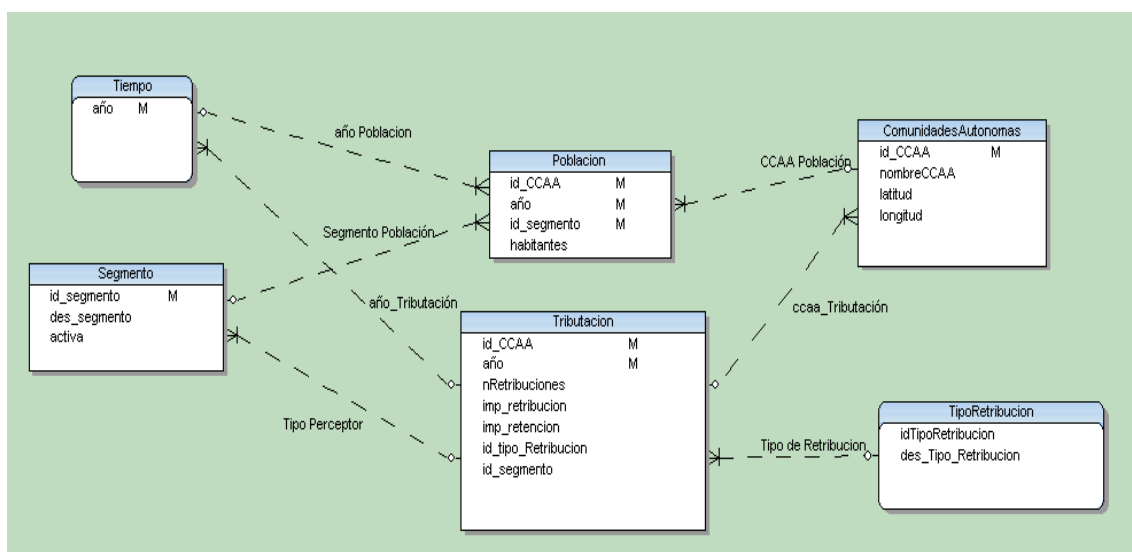 Tiempo
año M
año Poblacion
Poblacion
id_CCAA M
año M
id_segmento M
habitantes
CCAA Población
ComunidadesAutonomas
id_CCAA M
nombreCCAA
latitud
longitud
Segmento Población
Segmento
id_segmento M
des_segmento
activa
año_Tributación
ccaa_Tributación
Tributacion
id_CCAA M
año M
nRetribuciones
imp_retribucion
imp_retencion
id_tipo_Retribucion
id_segmento
Tipo Perceptor
Tipo de Retribucion
TipoRetribucion
idTipoRetribucion
des_Tipo_Retribucion